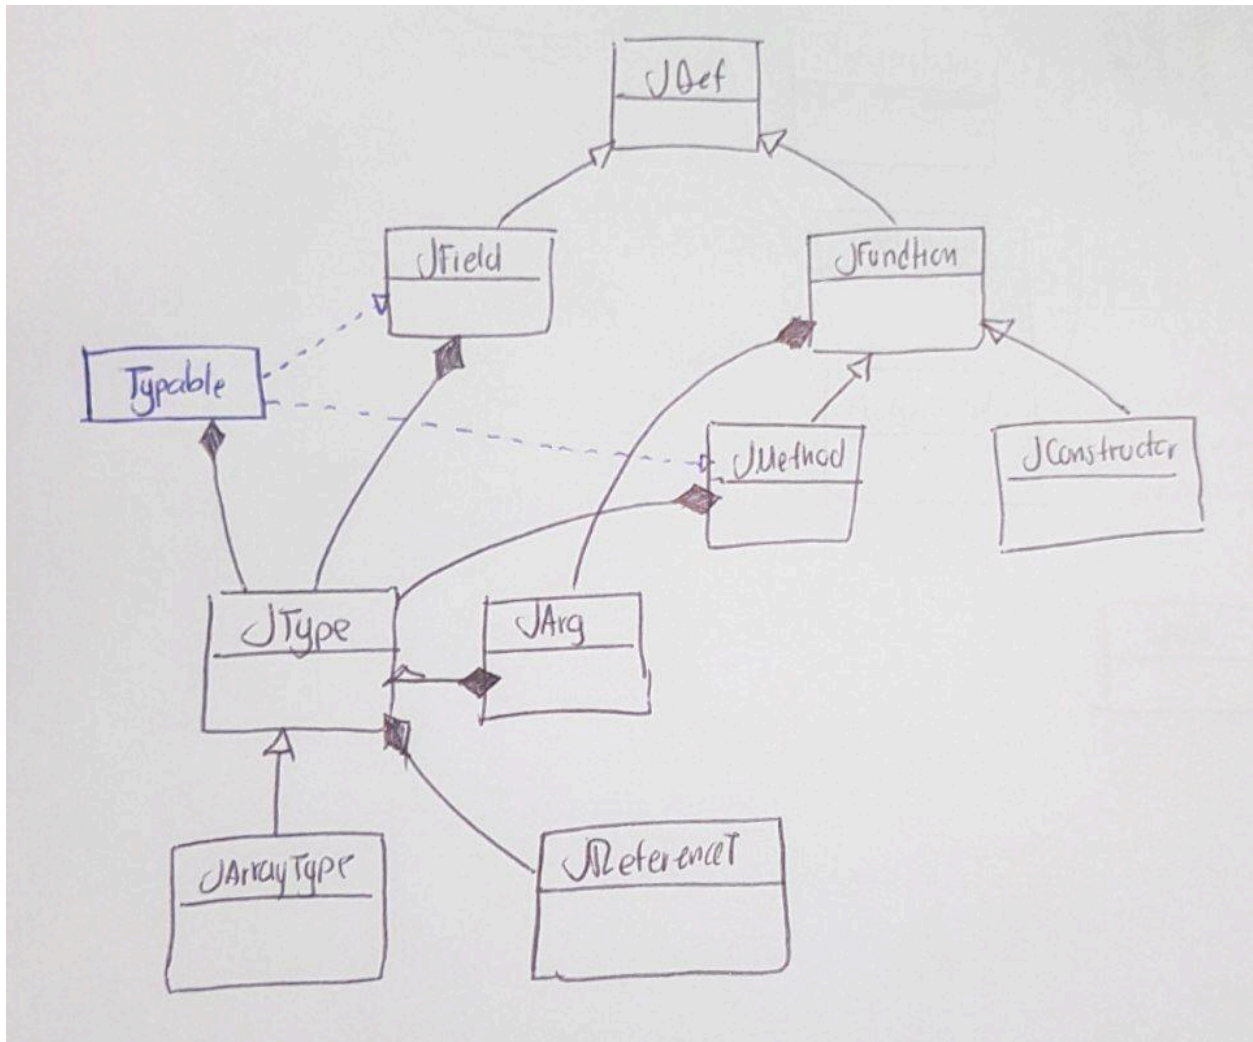 JDef
JField
JFunction
Typable
JMethod
JConstructor
JType
JArg
JArrayType
JReferenceT